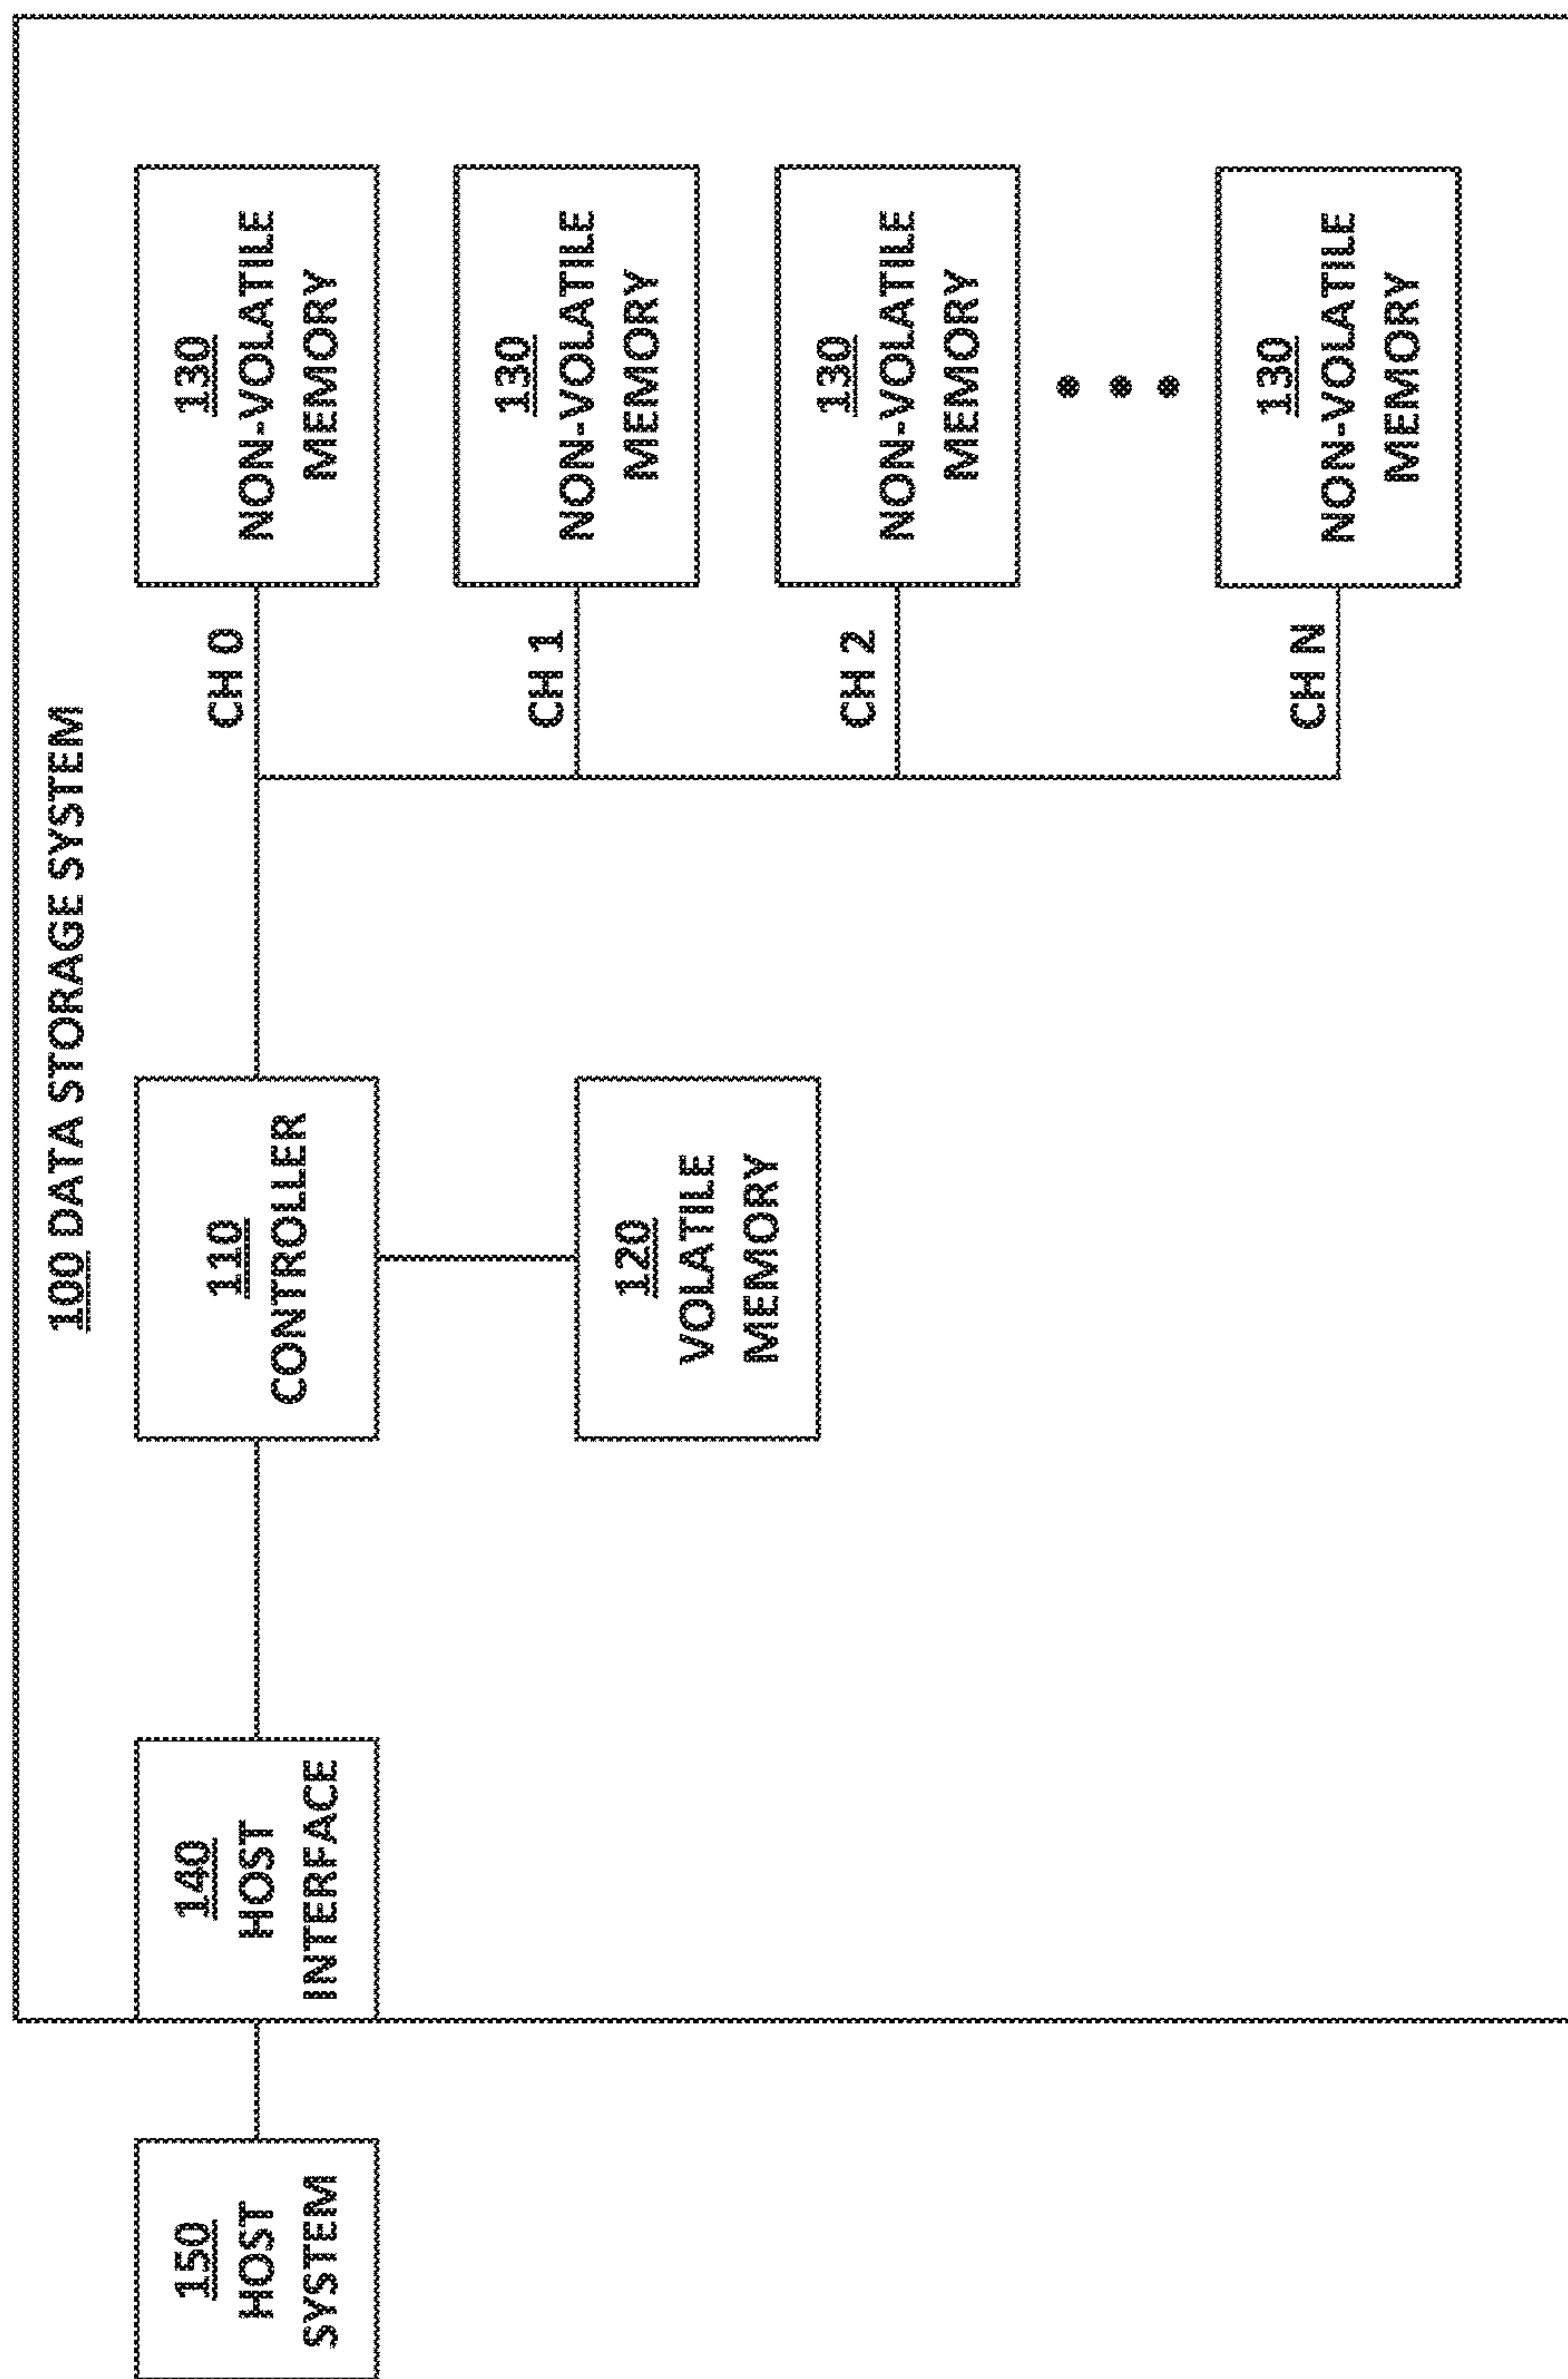 100 DATA STORAGE SYSTEM
150
HOST
SYSTEM
140
HOST
INTERFACE
110
CONTROLLER
120
VOLATILE
MEMORY
CH 0
130
NON-VOLATILE
MEMORY
CH 1
130
NON-VOLATILE
MEMORY
CH 2
130
NON-VOLATILE
MEMORY
CH N
130
NON-VOLATILE
MEMORY